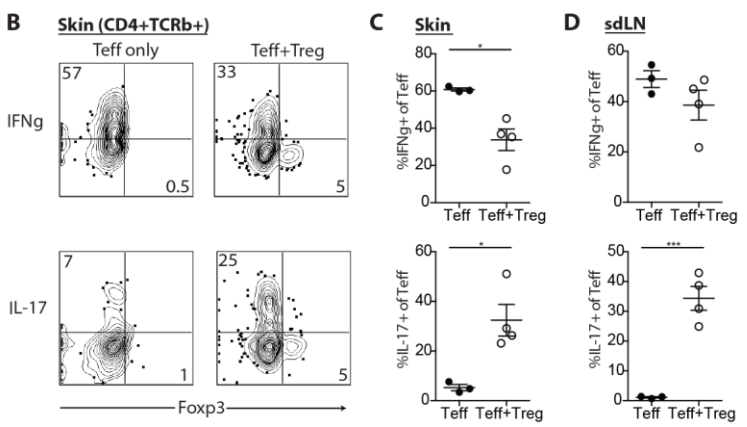 B Skin (CD4+TCRb+)
Teff only Teff+Treg
IFNg
57
0.5
33
5
IL-17
7
1
25
5
Foxp3
C Skin
*
%IFNg+ of Teff
80
60
40
20
0
Teff Teff+Treg
*
%IL-17+ of Teff
60
40
20
0
Teff Teff+Treg
D sdLN
%IFNg+ of Teff
60
40
20
0
Teff Teff+Treg
***
%IL-17+ of Teff
50
40
30
20
10
0
Teff Teff+Treg